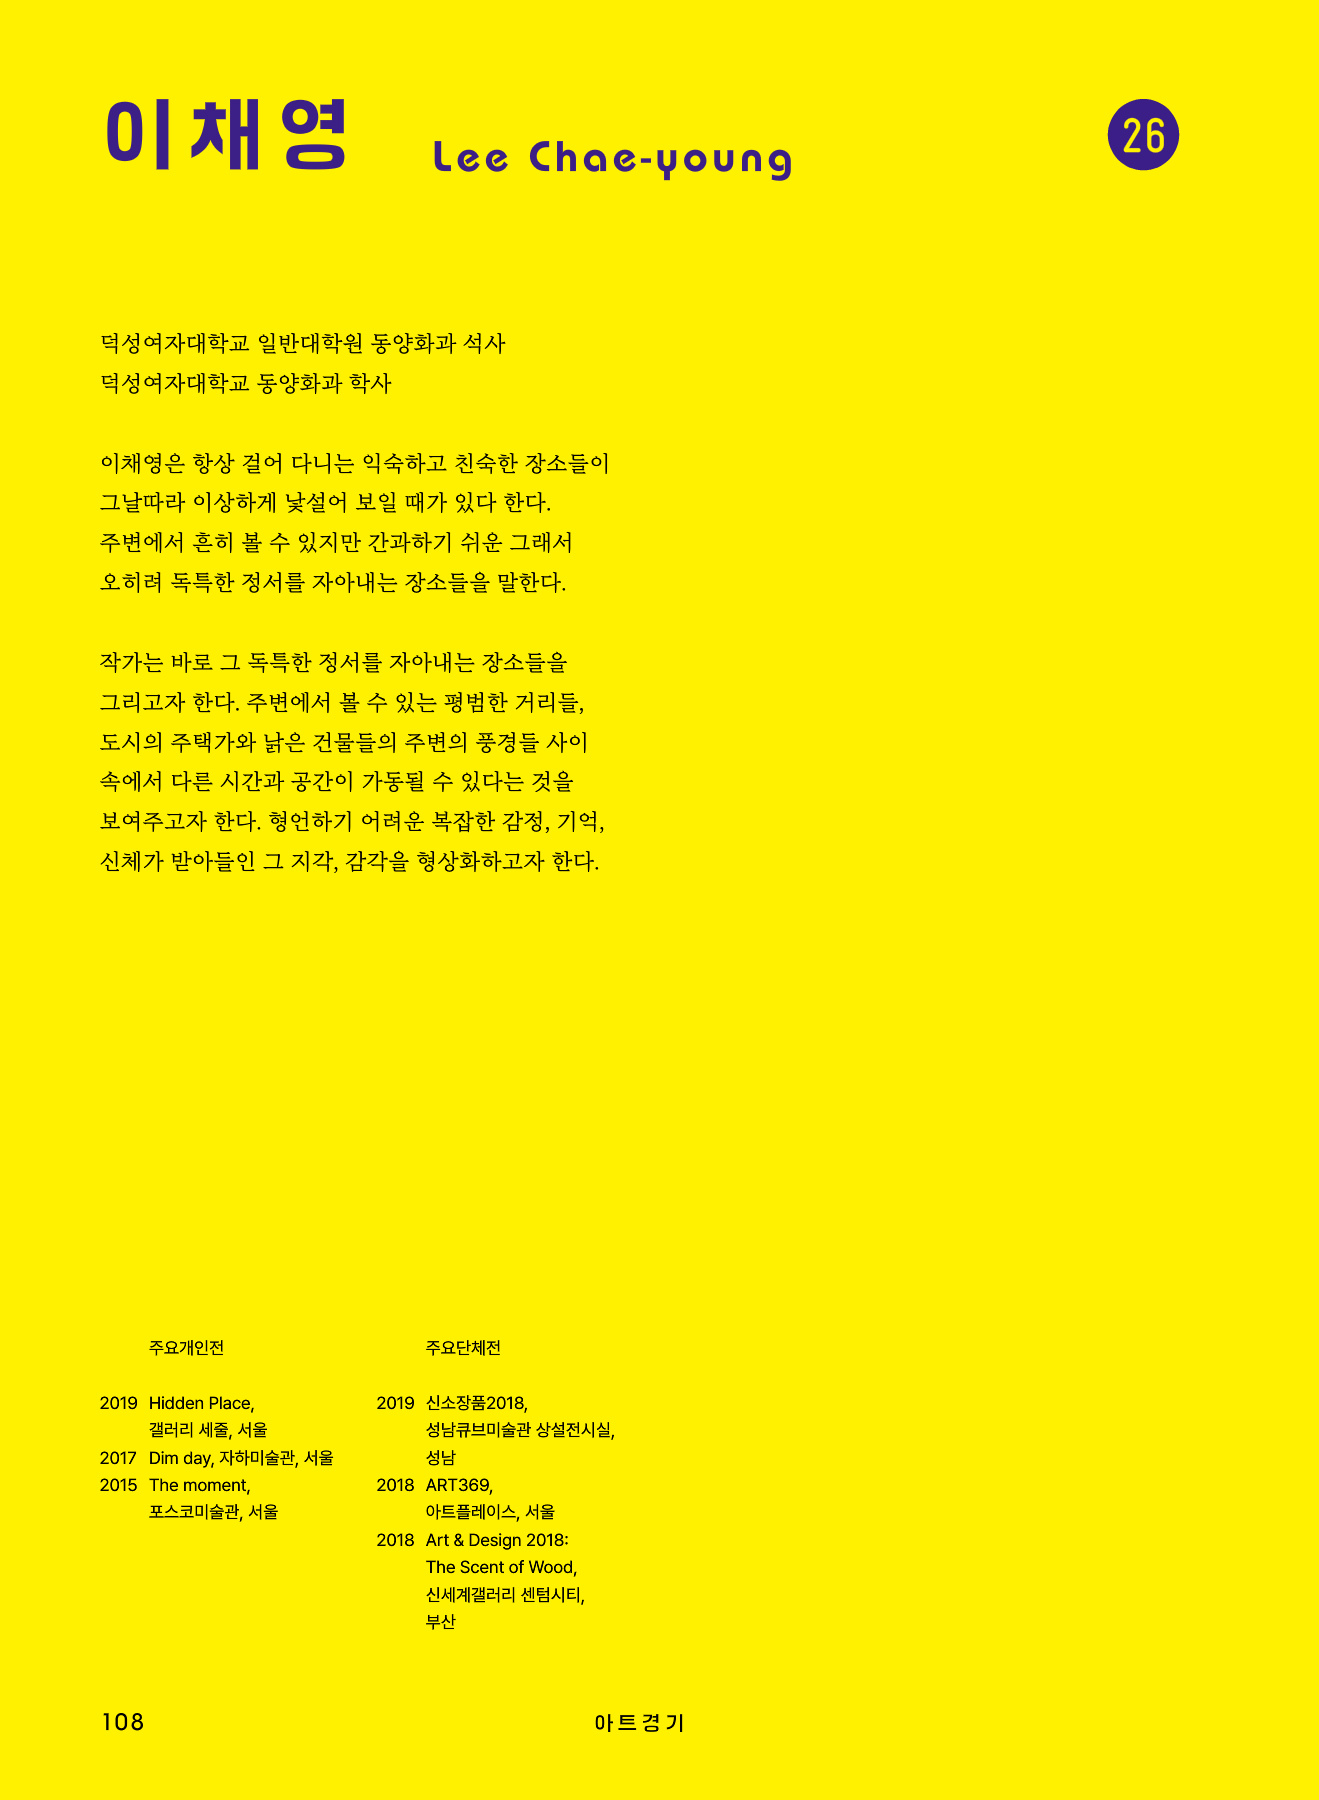 이채영 Lee Chae-young
26
덕성여자대학교 일반대학원 동양화과 석사
덕성여자대학교 동양화과 학사
이채영은 항상 걸어 다니는 익숙하고 친숙한 장소들이
그날따라 이상하게 낯설어 보일 때가 있다 한다.
주변에서 흔히 볼 수 있지만 간과하기 쉬운 그래서
오히려 독특한 정서를 자아내는 장소들을 말한다.
작가는 바로 그 독특한 정서를 자아내는 장소들을
그리고자 한다. 주변에서 볼 수 있는 평범한 거리들,
도시의 주택가와 낡은 건물들의 주변의 풍경들 사이
속에서 다른 시간과 공간이 가동될 수 있다는 것을
보여주고자 한다. 형언하기 어려운 복잡한 감정, 기억,
신체가 받아들인 그 지각, 감각을 형상화하고자 한다.
주요개인전
2019 Hidden Place,
갤러리 세줄, 서울
2017 Dim day, 자하미술관, 서울
2015 The moment,
포스코미술관, 서울
주요단체전
2019 신소장품2018,
성남큐브미술관 상설전시실,
성남
2018 ART369,
아트플레이스, 서울
2018 Art & Design 2018:
The Scent of Wood,
신세계갤러리 센텀시티,
부산
108
아트경기